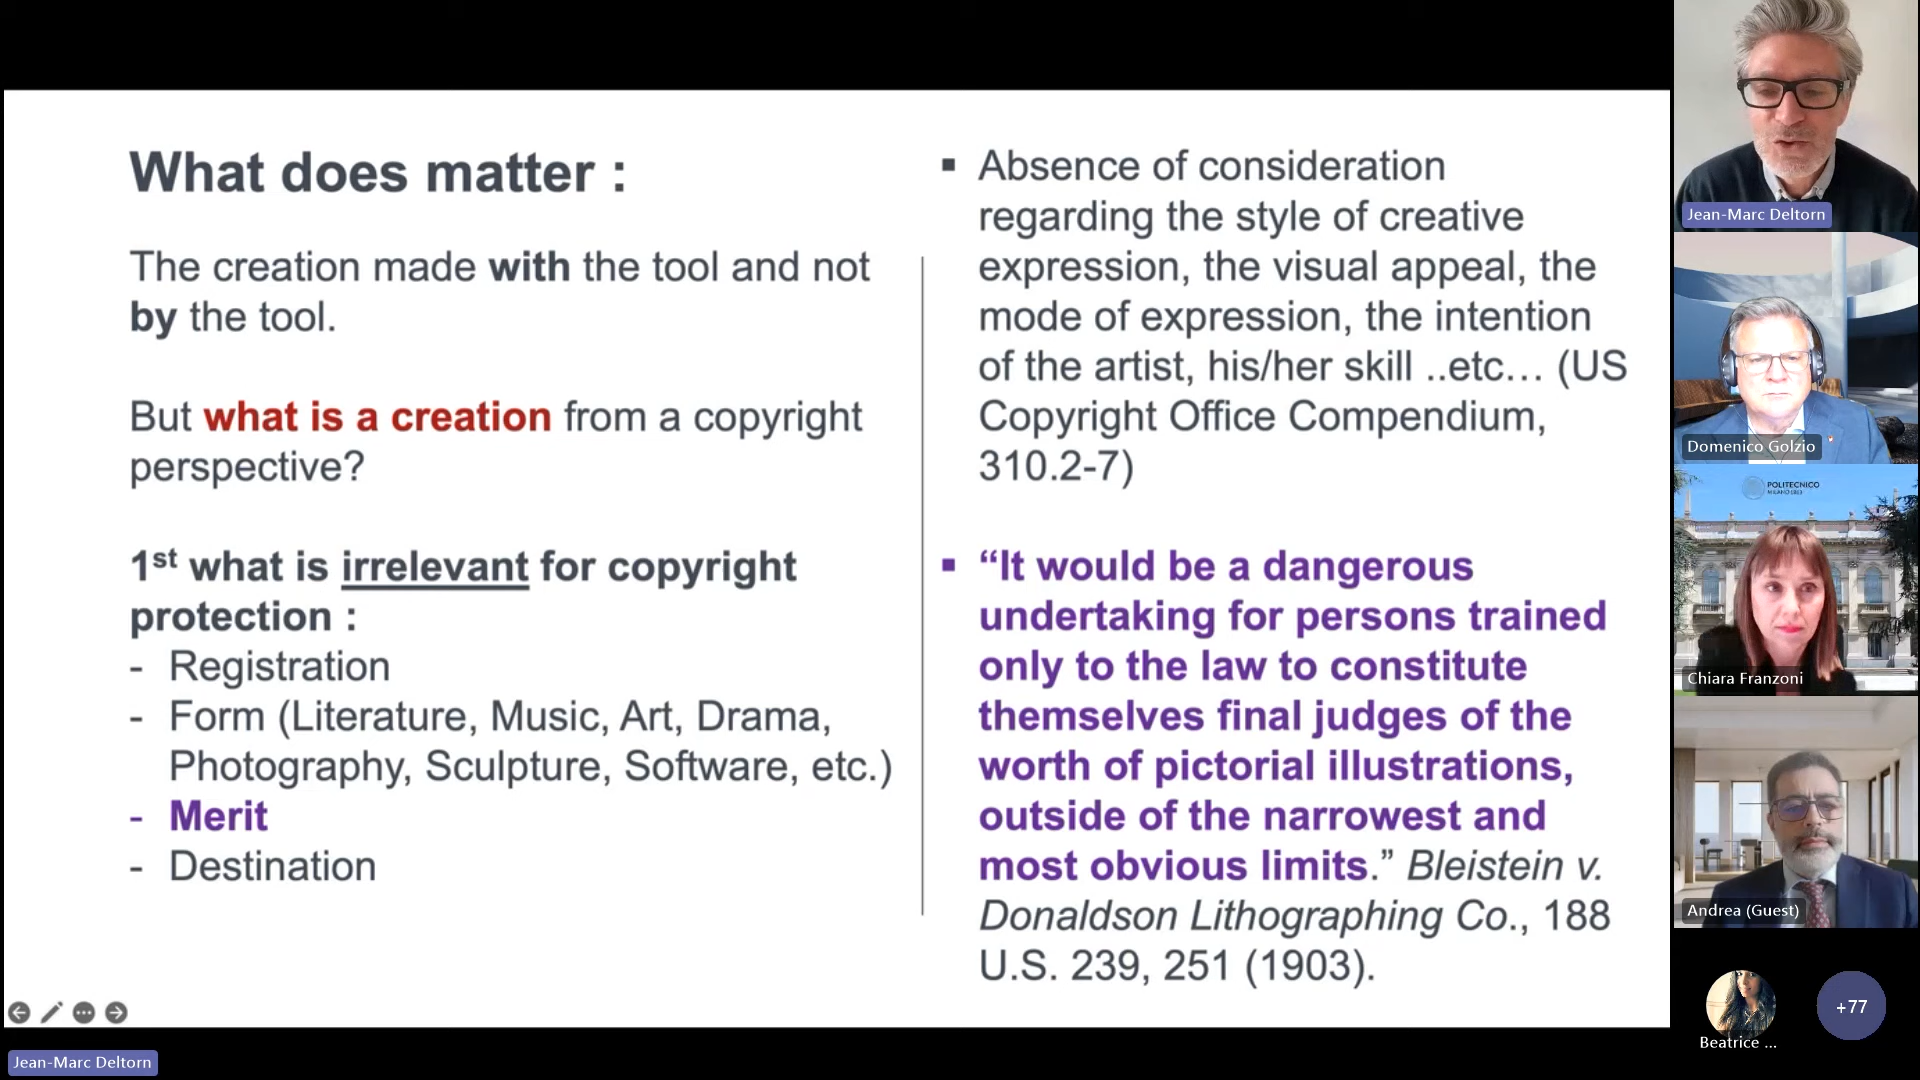 What does matter :
The creation made with the tool and not
by the tool.
But what is a creation from a copyright
perspective?
1st what is irrelevant for copyright
protection :
- Registration
- Form (Literature, Music, Art, Drama,
Photography, Sculpture, Software, etc.)
- Merit
- Destination
▪ Absence of consideration
regarding the style of creative
expression, the visual appeal, the
mode of expression, the intention
of the artist, his/her skill ..etc… (US
Copyright Office Compendium,
310.2-7)
▪ “It would be a dangerous
undertaking for persons trained
only to the law to constitute
themselves final judges of the
worth of pictorial illustrations,
outside of the narrowest and
most obvious limits.” Bleistein v.
Donaldson Lithographing Co., 188
U.S. 239, 251 (1903).
Jean-Marc Deltorn
Jean-Marc Deltorn
Domenico Golzio
POLITECNICO
MILANO 1863
Chiara Franzoni
Andrea (Guest)
Beatrice ...
+77